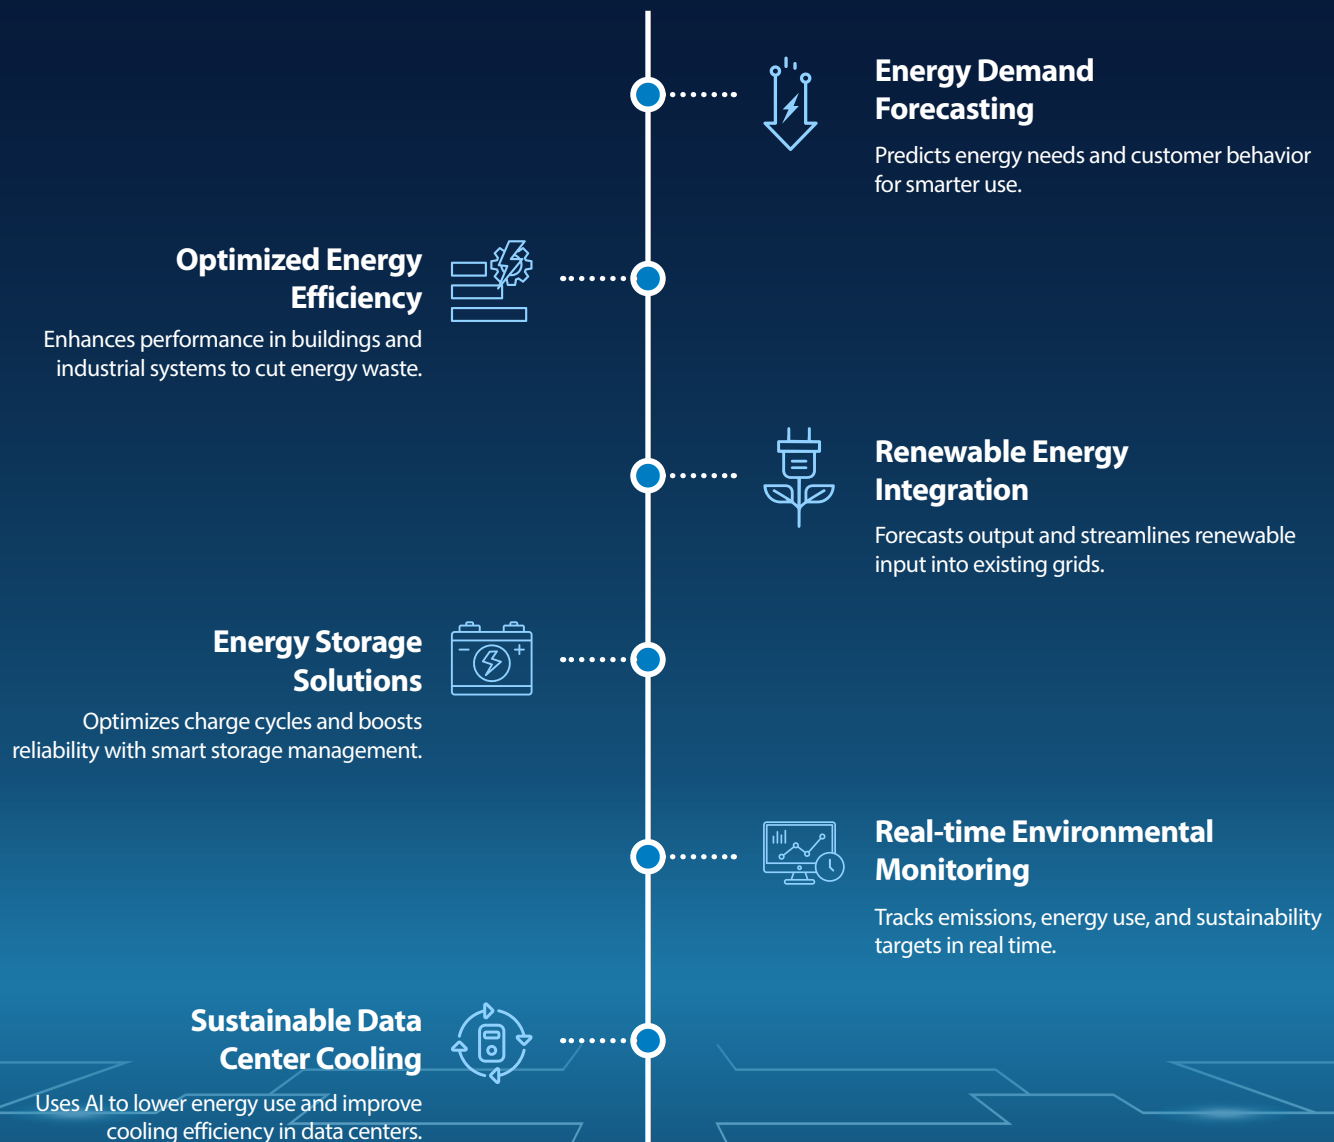 Energy Demand
Forecasting
Predicts energy needs and customer behavior
for smarter use.
Optimized Energy
Efficiency
Enhances performance in buildings and
industrial systems to cut energy waste.
Renewable Energy
Integration
Forecasts output and streamlines renewable
input into existing grids.
Energy Storage
Solutions
Optimizes charge cycles and boosts
reliability with smart storage management.
Real-time Environmental
Monitoring
Tracks emissions, energy use, and sustainability
targets in real time.
Sustainable Data
Center Cooling
Uses AI to lower energy use and improve
cooling efficiency in data centers.